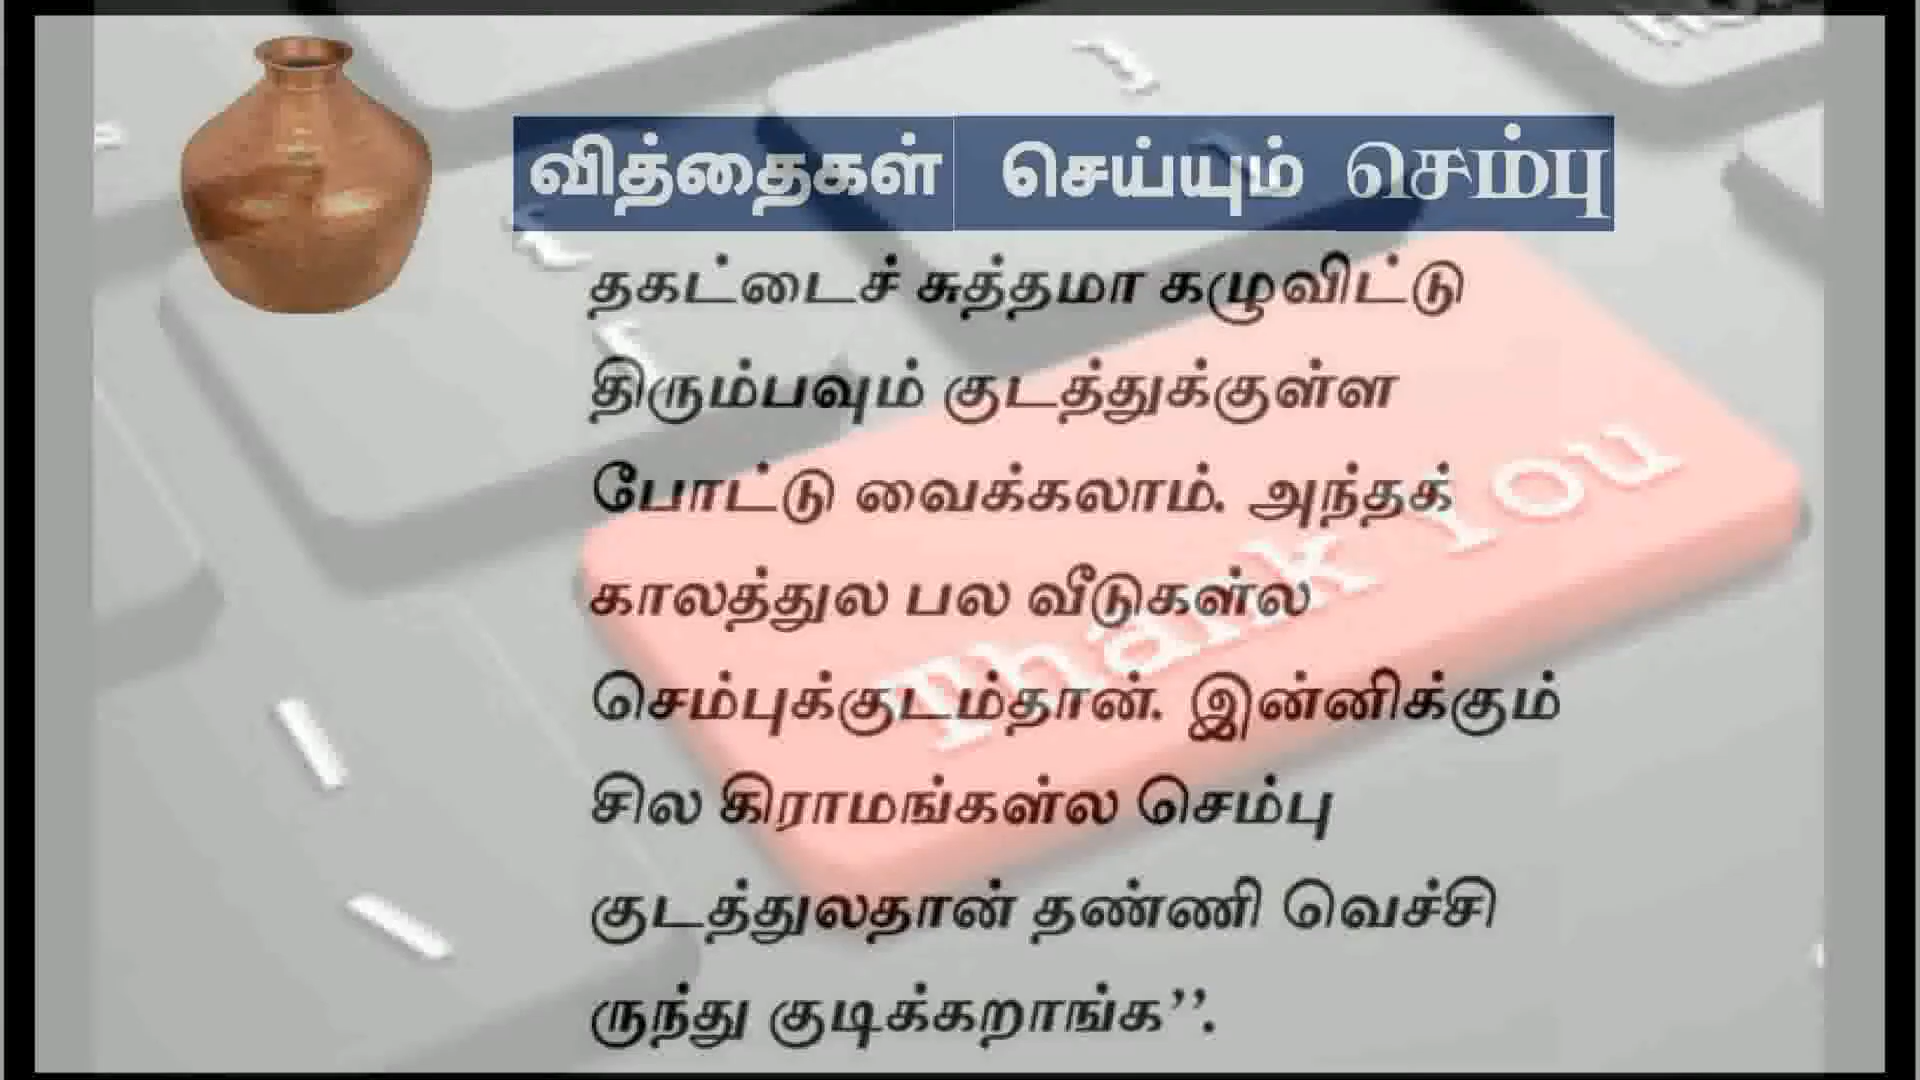 வித்தைகள் செய்யும் செம்பு
தகட்டைச் சுத்தமா கழுவிட்டு
திரும்பவும் குடத்துக்குள்ள
போட்டு வைக்கலாம். அந்தக்
காலத்துல பல வீடுகள்ல
செம்புக்குடம்தான். இன்னிக்கும்
சில கிராமங்கள்ல செம்பு
குடத்துலதான் தண்ணி வெச்சி
ருந்து குடிக்கறாங்க’’.
Thank You